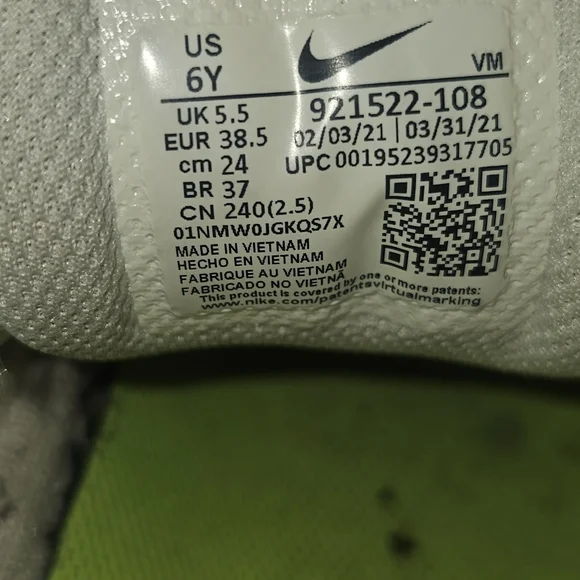 US
6Y
VM
UK 5.5
921522-108
EUR 38.5
02/03/21 | 03/31/21
cm 24
UPC 00195239317705
BR 37
CN 240(2.5)
01NMW0JGKQS7X
MADE IN VIETNAM
HECHO EN VIETNAM
FABRIQUE AU VIETNAM
FABRICADO NO VIETNÃ
This product is covered by one or more patents:
www.nike.com/patentsvirtualmarking